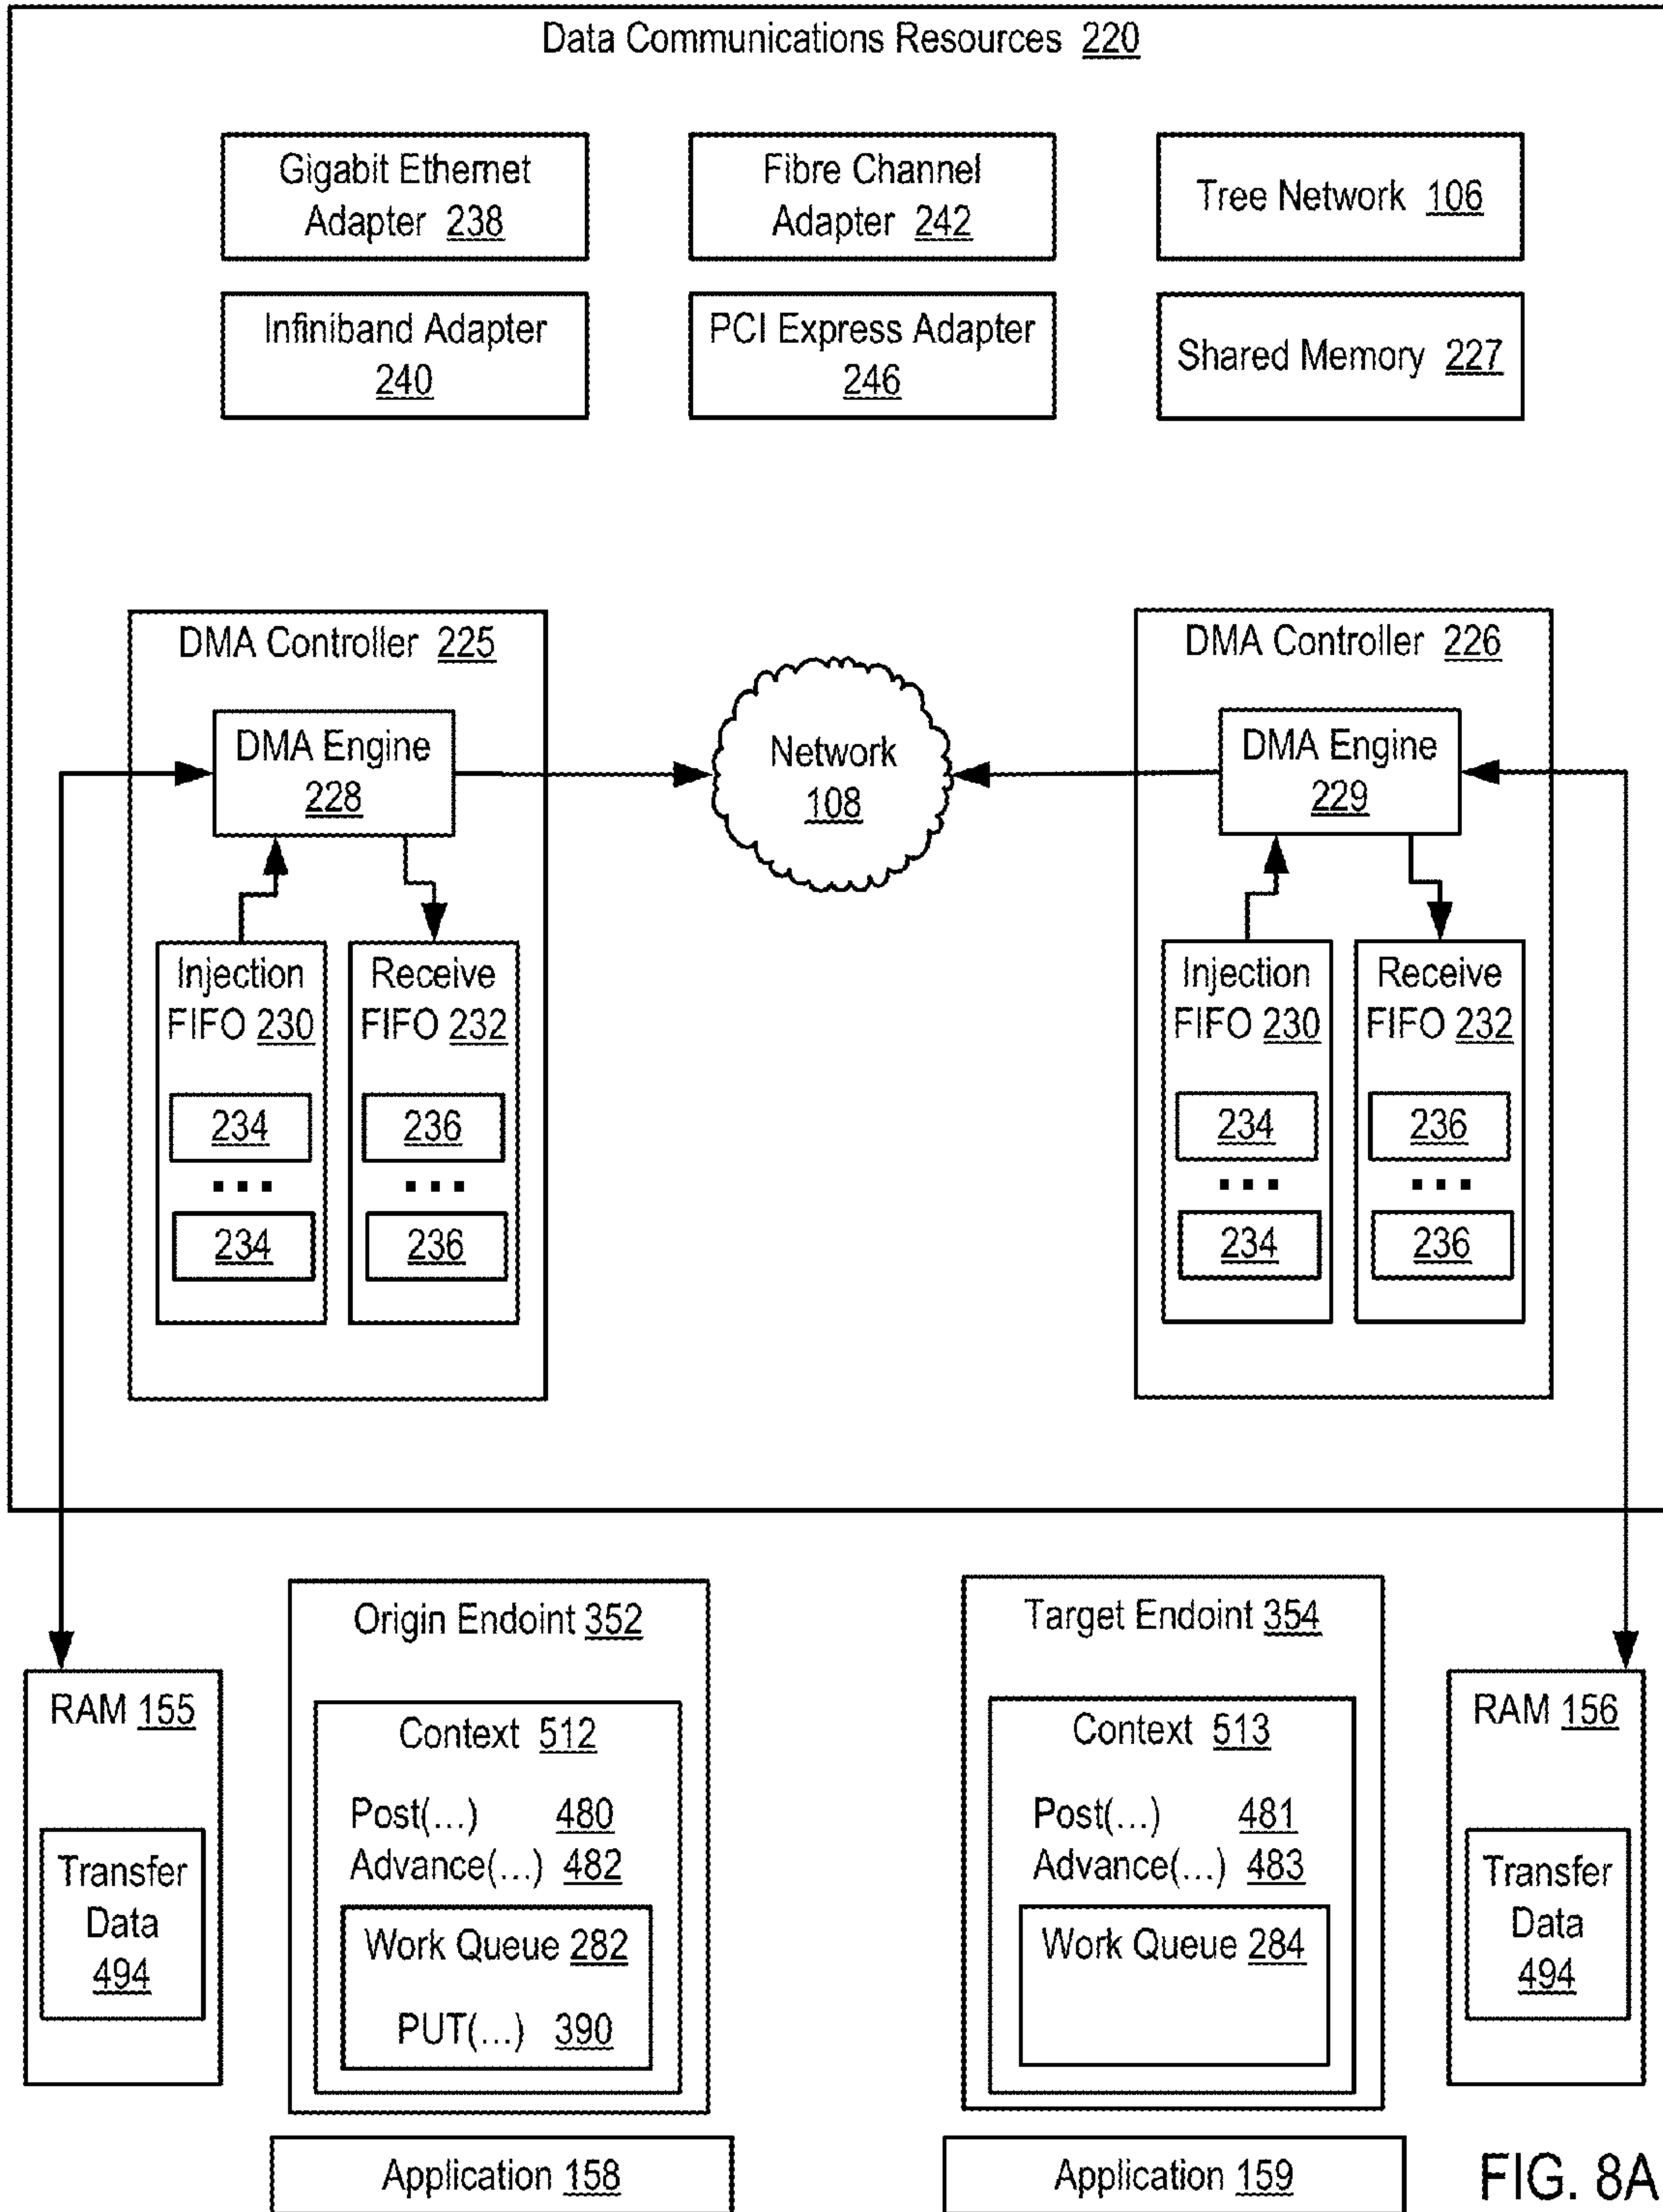 Data Communications Resources 220
Gigabit Ethernet
Adapter 238
Fibre Channel
Adapter 242
Tree Network 106
Infiniband Adapter
240
PCI Express Adapter
246
Shared Memory 227
DMA Controller 225
DMA Engine
228
Injection
FIFO 230
234
...
234
Receive
FIFO 232
236
...
236
Network
108
DMA Controller 226
DMA Engine
229
Injection
FIFO 230
234
...
234
Receive
FIFO 232
236
...
236
RAM 155
Transfer
Data
494
Origin Endoint 352
Context 512
Post(...) 480
Advance(...) 482
Work Queue 282
PUT(...) 390
Target Endoint 354
Context 513
Post(...) 481
Advance(...) 483
Work Queue 284
RAM 156
Transfer
Data
494
Application 158
Application 159
FIG. 8A